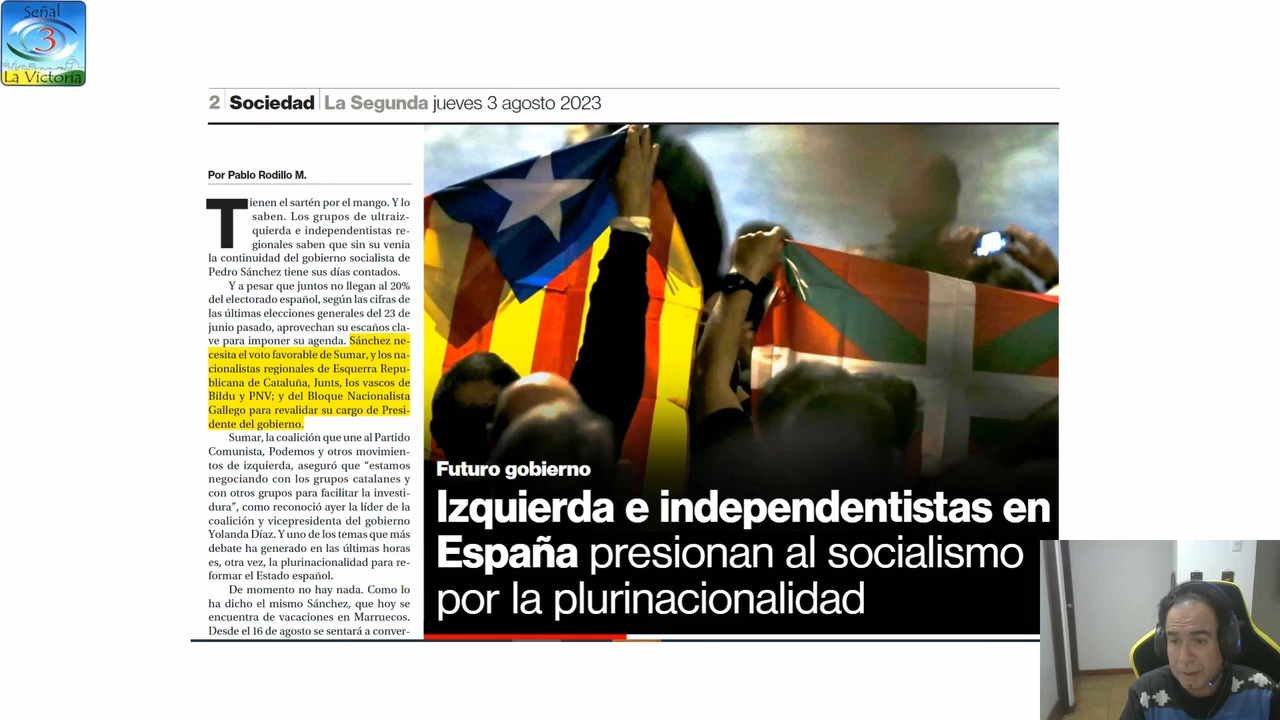 Señal
3
La Victoria
2 Sociedad La Segunda jueves 3 agosto 2023
Por Pablo Rodillo M.
Tienen el sartén por el mango. Y lo
saben. Los grupos de ultraiz-
quierda e independentistas re-
gionales saben que sin su venia
la continuidad del gobierno socialista de
Pedro Sánchez tiene sus días contados.
Y a pesar que juntos no llegan al 20%
del electorado español, según las cifras de
las últimas elecciones generales del 23 de
junio pasado, aprovechan su escaños cla-
ve para imponer su agenda. Sánchez ne-
cesita el voto favorable de Sumar, y los na-
cionalistas regionales de Esquerra Repu-
blicana de Cataluña, Junts, los vascos de
Bildu y PNV; y del Bloque Nacionalista
Gallego para revalidar su cargo de Presi-
dente del gobierno.
Sumar, la coalición que une al Partido
Comunista, Podemos y otros movimien-
tos de izquierda, aseguró que “estamos
negociando con los grupos catalanes y
con otros grupos para facilitar la investi-
dura”, como reconoció ayer la líder de la
coalición y vicepresidenta del gobierno
Yolanda Díaz. Y uno de los temas que más
debate ha generado en las últimas horas
es, otra vez, la plurinacionalidad para re-
formar el Estado español.
De momento no hay nada. Como lo
ha dicho el mismo Sánchez, que hoy se
encuentra de vacaciones en Marruecos.
Desde el 16 de agosto se sentará a conver-
Futuro gobierno
Izquierda e independentistas en
España presionan al socialismo
por la plurinacionalidad